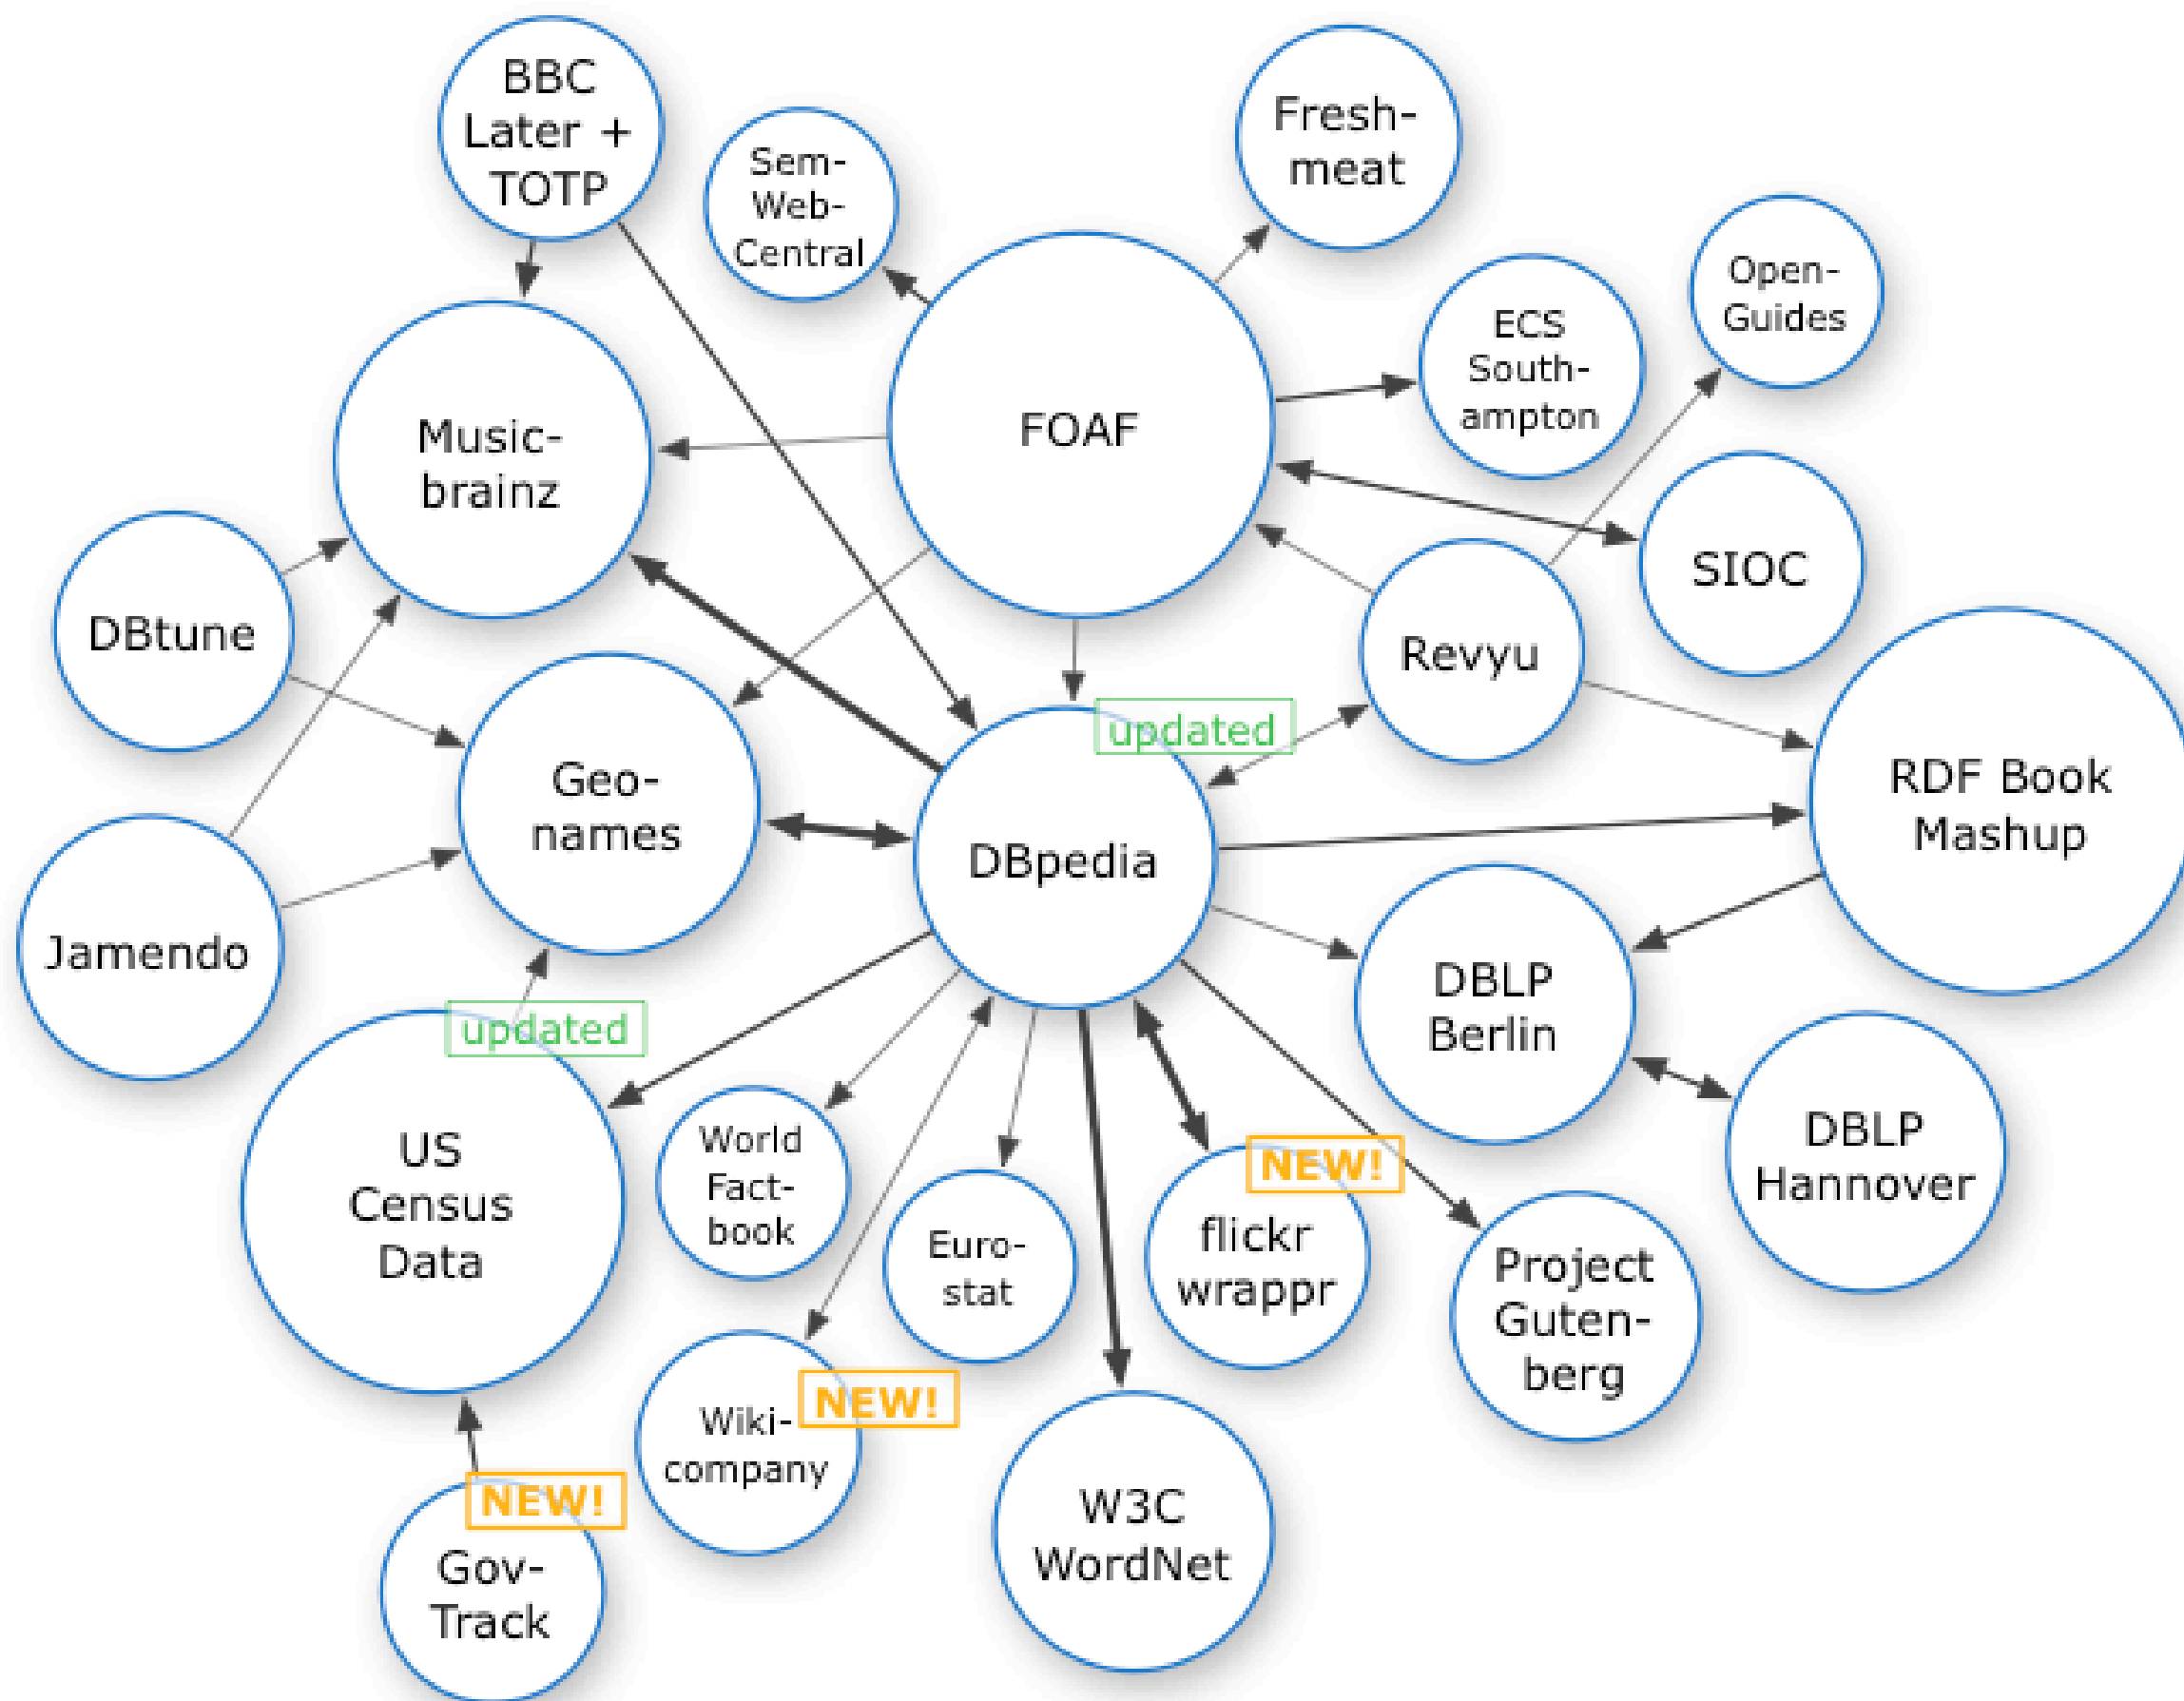 BBC
Later +
TOTP
Sem-
Web-
Central
Fresh-
meat
FOAF
ECS
South-
ampton
Open-
Guides
Music-
brainz
SIOC
DBtune
Revyu
updated
Geo-
names
DBpedia
RDF Book
Mashup
Jamendo
updated
DBLP
Berlin
US
Census
Data
World
Fact-
book
Euro-
stat
NEW!
flickr
wrappr
DBLP
Hannover
Project
Guten-
berg
Wiki-
company
NEW!
NEW!
Gov-
Track
W3C
WordNet